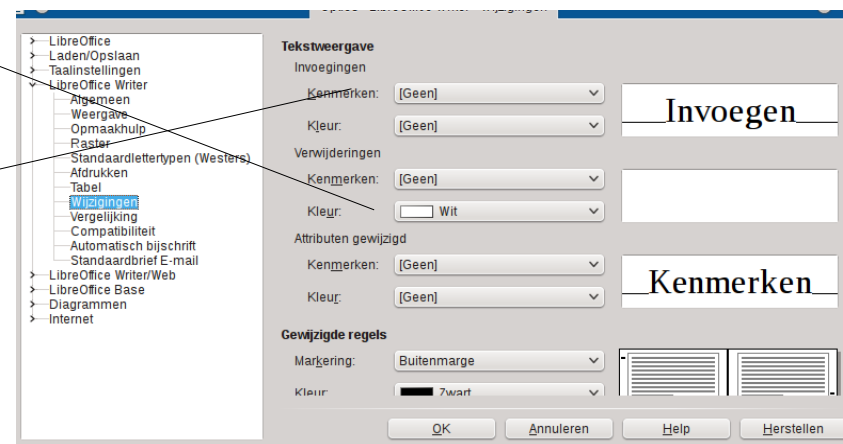 LibreOffice
Laden/Opslaan
Taalinstellingen
LibreOffice Writer
Algemeen
Weergave
Opmaakhulp
Raster
Standaardlettertypen (Westers)
Afdrukken
Tabel
Wijzigingen
Vergelijking
Compatibiliteit
Automatisch bijschrift
Standaardbrief E-mail
LibreOffice Writer/Web
LibreOffice Base
Diagrammen
Internet
Tekstweergave
Invoegingen
Kenmerken: [Geen]
Kleur: [Geen]
Invoegen
Verwijderingen
Kenmerken: [Geen]
Kleur: Wit
Attributen gewijzigd
Kenmerken: [Geen]
Kleur: [Geen]
Kenmerken
Gewijzigde regels
Markering: Buitenmarge
Kleur: Zwart
OK Annuleren Help Herstellen